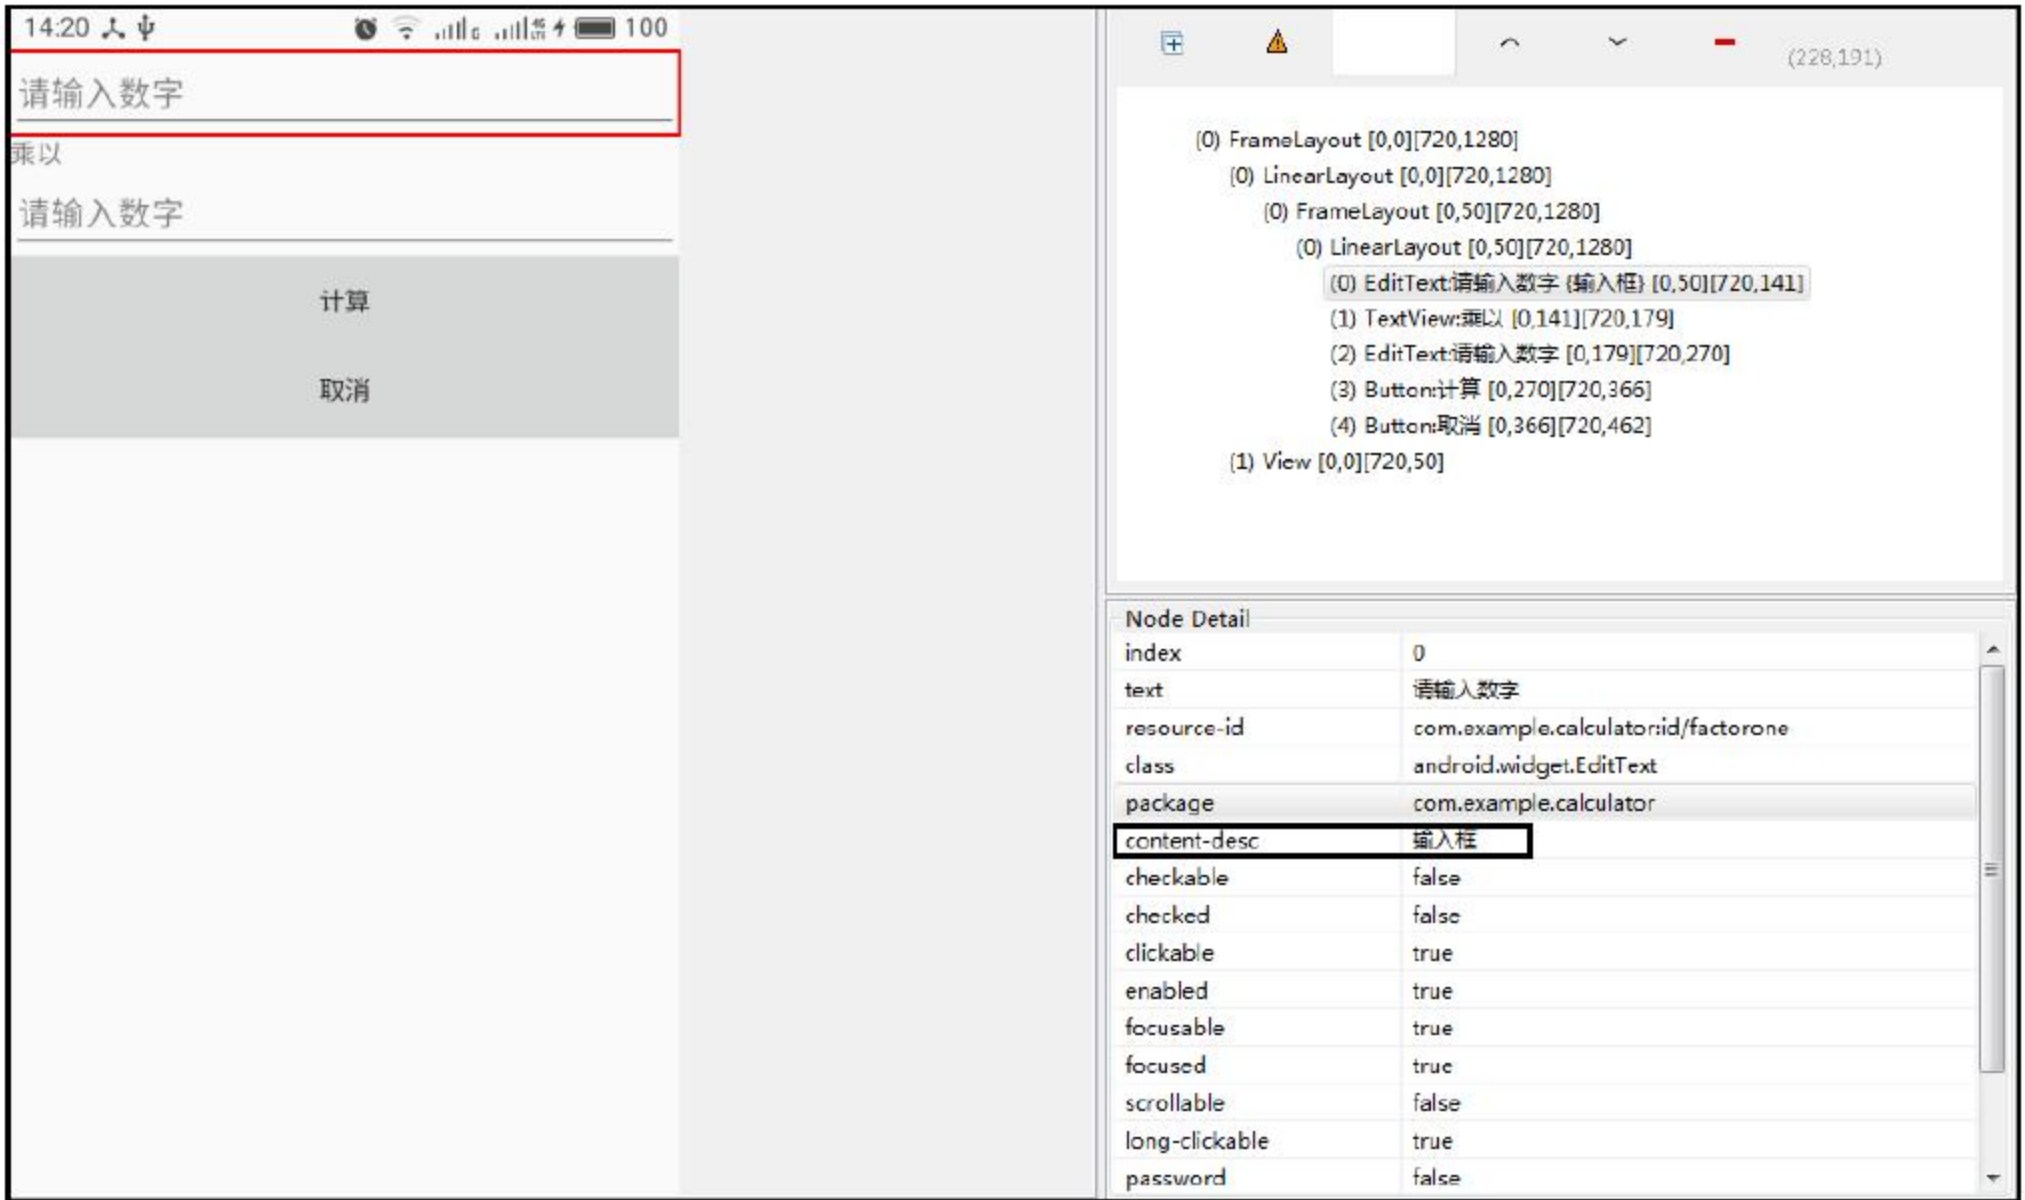 14:20
100
请输入数字
乘以
请输入数字
计算
取消
(228,191)
(0) FrameLayout [0,0][720,1280]
(0) LinearLayout [0,0][720,1280]
(0) FrameLayout [0,50][720,1280]
(0) LinearLayout [0,50][720,1280]
(0) EditText:请输入数字 {输入框} [0,50][720,141]
(1) TextView:乘以 [0,141][720,179]
(2) EditText:请输入数字 [0,179][720,270]
(3) Button:计算 [0,270][720,366]
(4) Button:取消 [0,366][720,462]
(1) View [0,0][720,50]
Node Detail
index 0
text 请输入数字
resource-id com.example.calculator:id/factorone
class android.widget.EditText
package com.example.calculator
content-desc 输入框
checkable false
checked false
clickable true
enabled true
focusable true
focused true
scrollable false
long-clickable true
password false